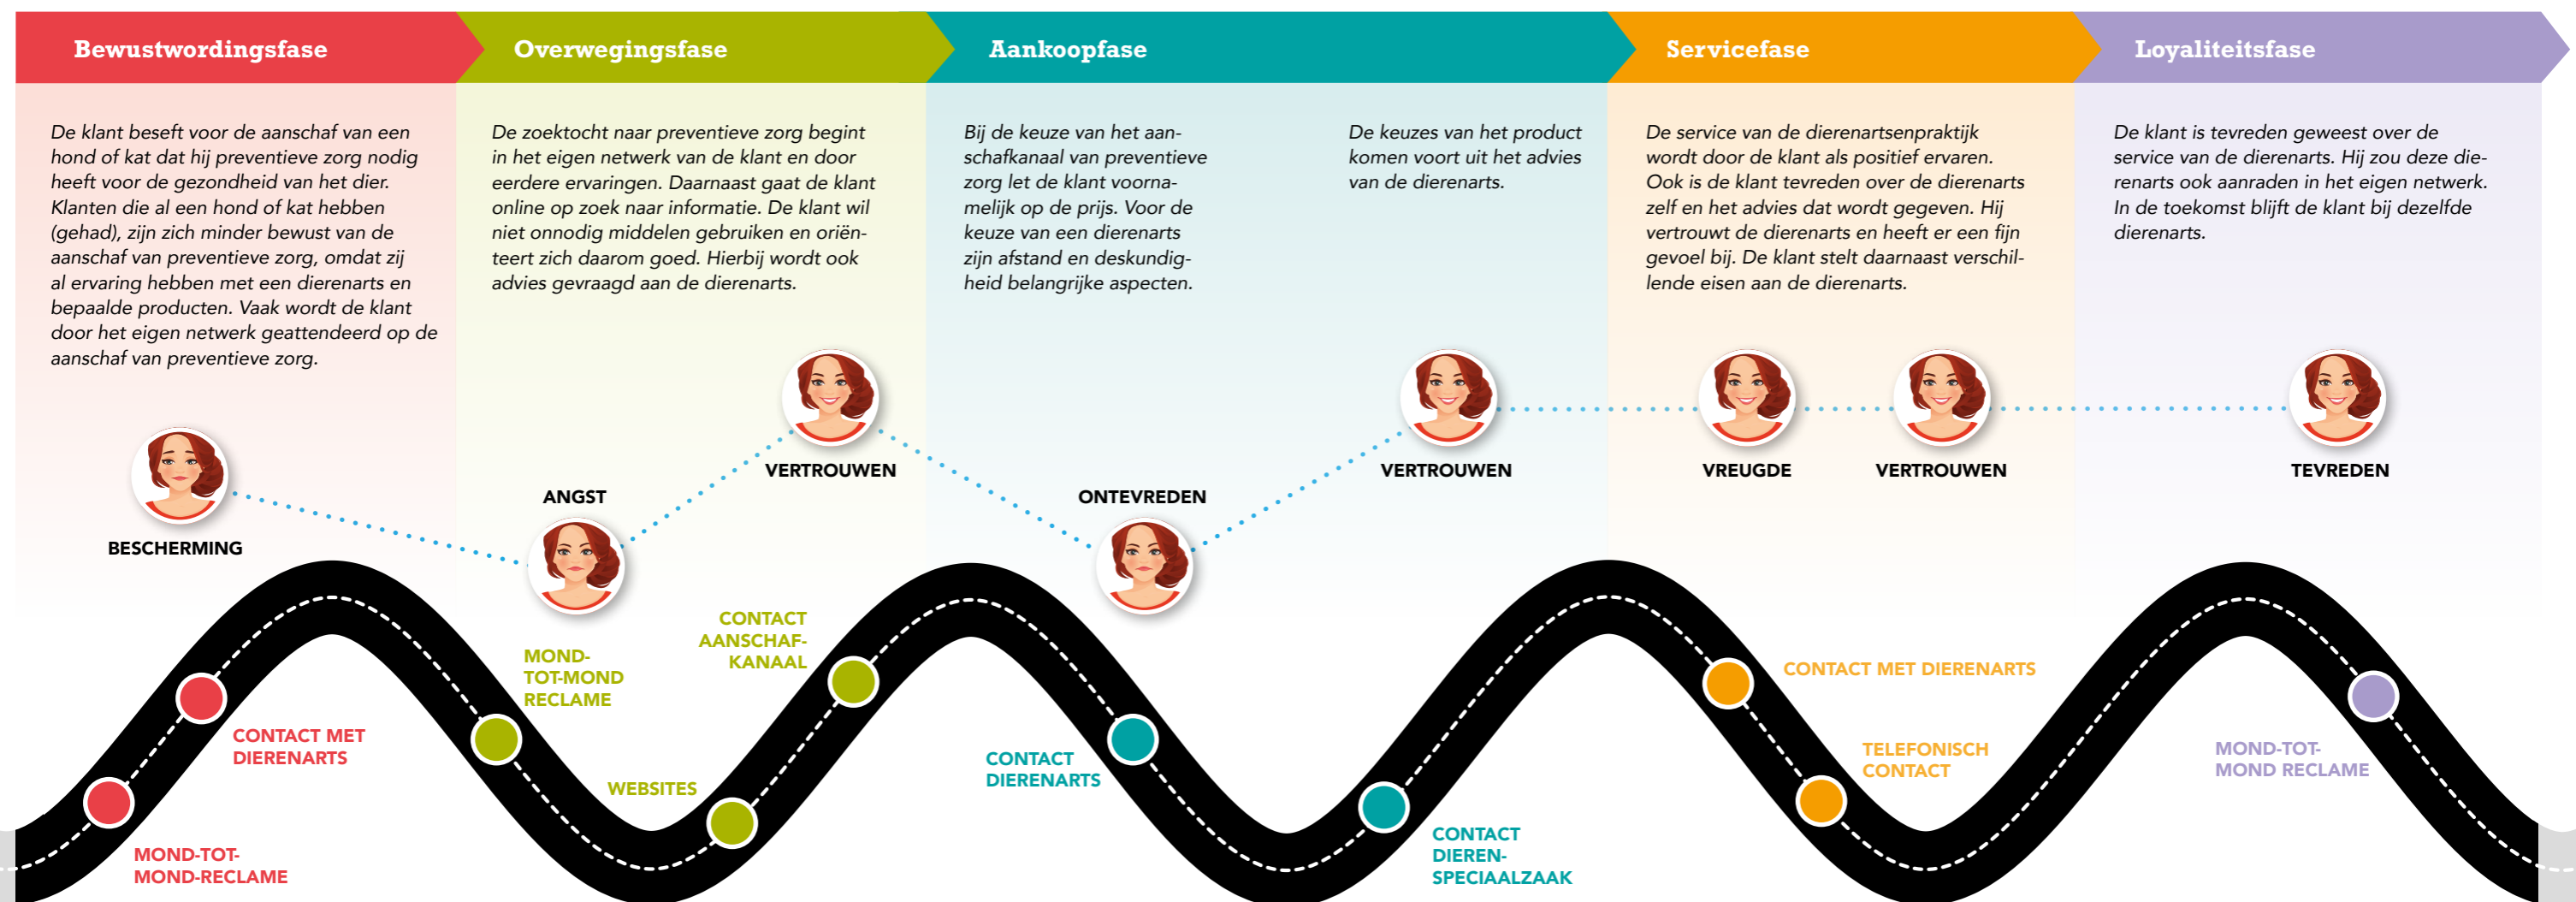 Bewustwordingsfase
Overwegingsfase
Aankoopfase
Servicefase
Loyaliteitsfase
De klant beseft voor de aanschaf van een
hond of kat dat hij preventieve zorg nodig
heeft voor de gezondheid van het dier.
Klanten die al een hond of kat hebben
(gehad), zijn zich minder bewust van de
aanschaf van preventieve zorg, omdat zij
al ervaring hebben met een dierenarts en
bepaalde producten. Vaak wordt de klant
door het eigen netwerk geattendeerd op de
aanschaf van preventieve zorg.
De zoektocht naar preventieve zorg begint
in het eigen netwerk van de klant en door
eerdere ervaringen. Daarnaast gaat de klant
online op zoek naar informatie. De klant wil
niet onnodig middelen gebruiken en oriën-
teert zich daarom goed. Hierbij wordt ook
advies gevraagd aan de dierenarts.
Bij de keuze van het aan-
schafkanaal van preventieve
zorg let de klant voorna-
melijk op de prijs. Voor de
keuze van een dierenarts
zijn afstand en deskundig-
heid belangrijke aspecten.
De keuzes van het product
komen voort uit het advies
van de dierenarts.
De service van de dierenartsenpraktijk
wordt door de klant als positief ervaren.
Ook is de klant tevreden over de dierenarts
zelf en het advies dat wordt gegeven. Hij
vertrouwt de dierenarts en heeft er een fijn
gevoel bij. De klant stelt daarnaast verschil-
lende eisen aan de dierenarts.
De klant is tevreden geweest over de
service van de dierenarts. Hij zou deze die-
renarts ook aanraden in het eigen netwerk.
In de toekomst blijft de klant bij dezelfde
dierenarts.
BESCHERMING
ANGST
VERTROUWEN
ONTEVREDEN
VERTROUWEN
VREUGDE
VERTROUWEN
TEVREDEN
MOND-TOT-
MOND-RECLAME
CONTACT MET
DIERENARTS
MOND-
TOT-MOND
RECLAME
WEBSITES
CONTACT
AANSCHAF-
KANAAL
CONTACT
DIERENARTS
CONTACT
DIEREN-
SPECIAALZAAK
CONTACT MET DIERENARTS
TELEFONISCH
CONTACT
MOND-TOT-
MOND RECLAME